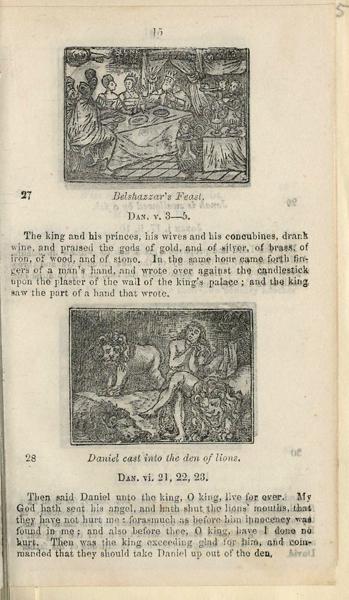 15
5
Belshazzar's Feast.
27
DAN. v. 3—5.
The king and his princes, his wives and his concubines, drank
wine, and praised the gods of gold, and of silver, of brass, of
iron, of wood, and of stone. In the same hour came forth fin-
gers of a man's hand, and wrote over against the candlestick
upon the plaster of the wall of the king's palace; and the king
saw the part of a hand that wrote.
28
Daniel cast into the den of lions.
DAN. vi. 21, 22, 23.
Then said Daniel unto the king, O king, live for ever. My
God hath sent his angel, and hath shut the lions' mouths, that
they have not hurt me: forasmuch as before him innocency was
found in me; and also before thee, O king, have I done no
hurt. Then was the king exceeding glad for him, and com-
manded that they should take Daniel up out of the den,